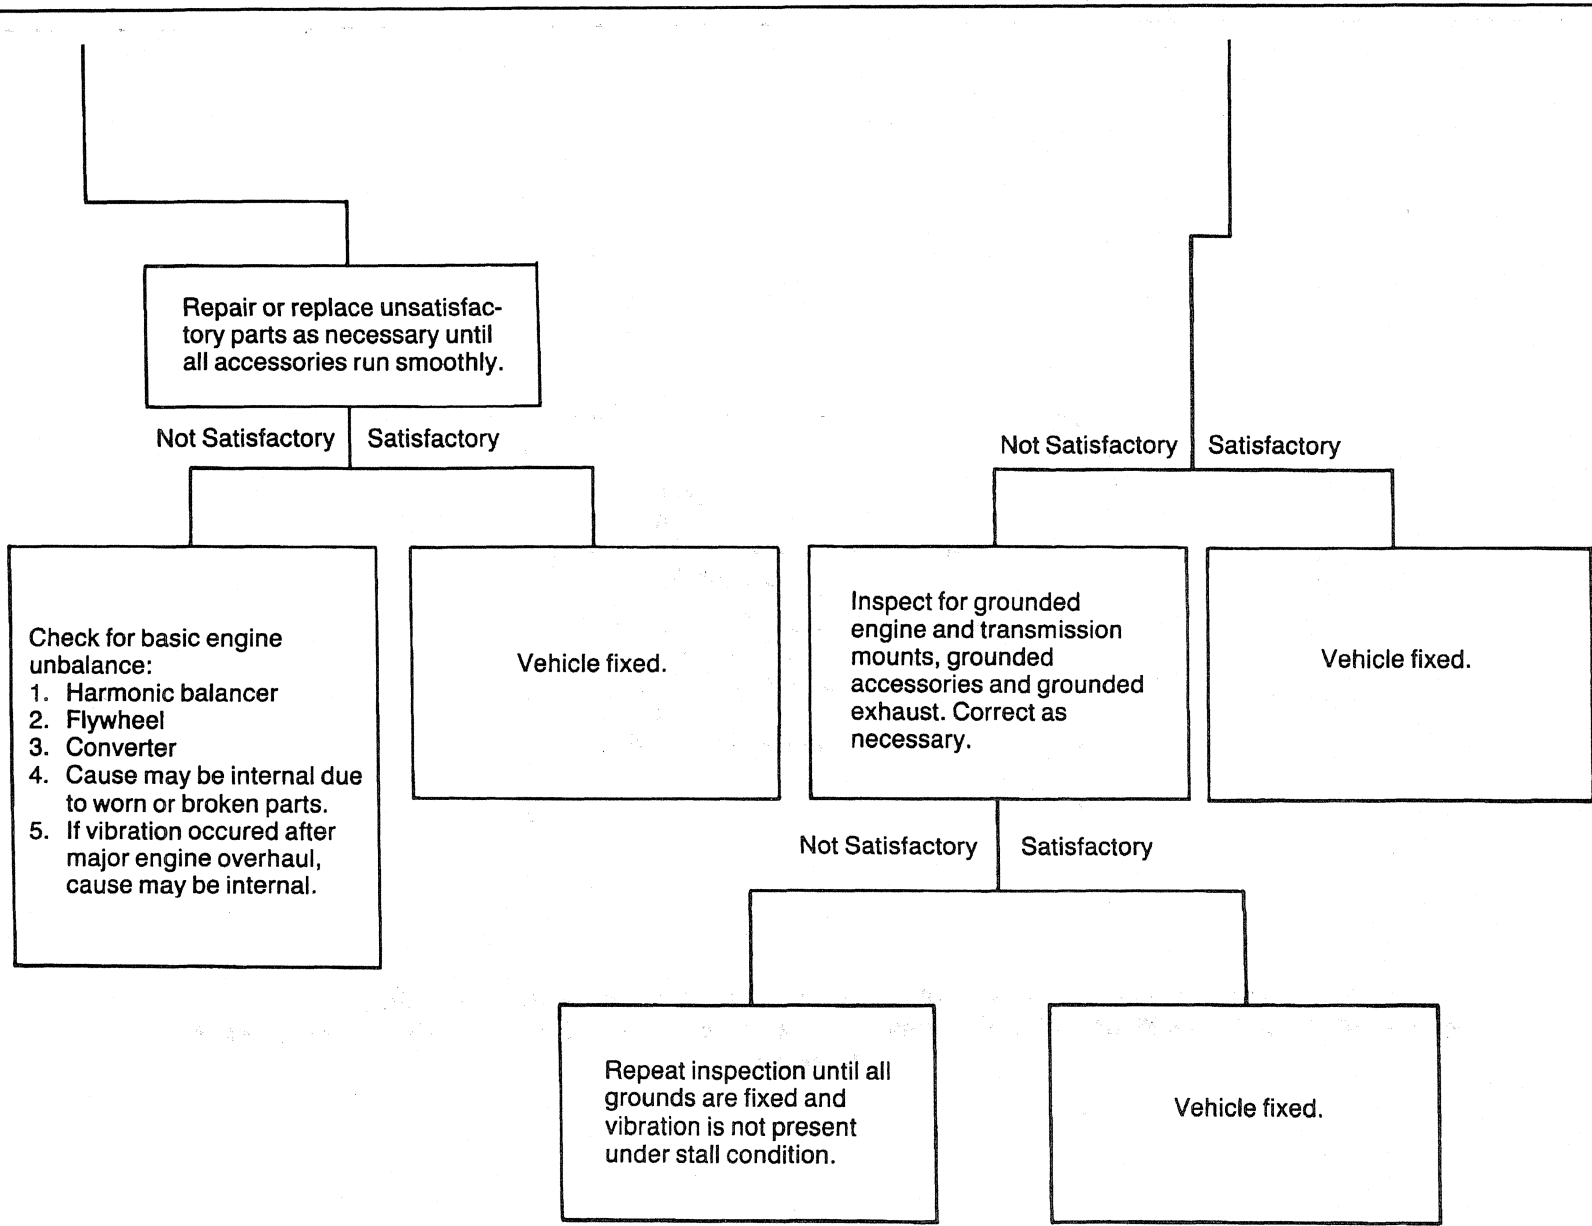 Repair or replace unsatisfac-
tory parts as necessary until
all accessories run smoothly.
Not Satisfactory
Satisfactory
Not Satisfactory
Satisfactory
Check for basic engine
unbalance:
1. Harmonic balancer
2. Flywheel
3. Converter
4. Cause may be internal due
to worn or broken parts.
5. If vibration occured after
major engine overhaul,
cause may be internal.
Vehicle fixed.
Inspect for grounded
engine and transmission
mounts, grounded
accessories and grounded
exhaust. Correct as
necessary.
Vehicle fixed.
Not Satisfactory
Satisfactory
Repeat inspection until all
grounds are fixed and
vibration is not present
under stall condition.
Vehicle fixed.